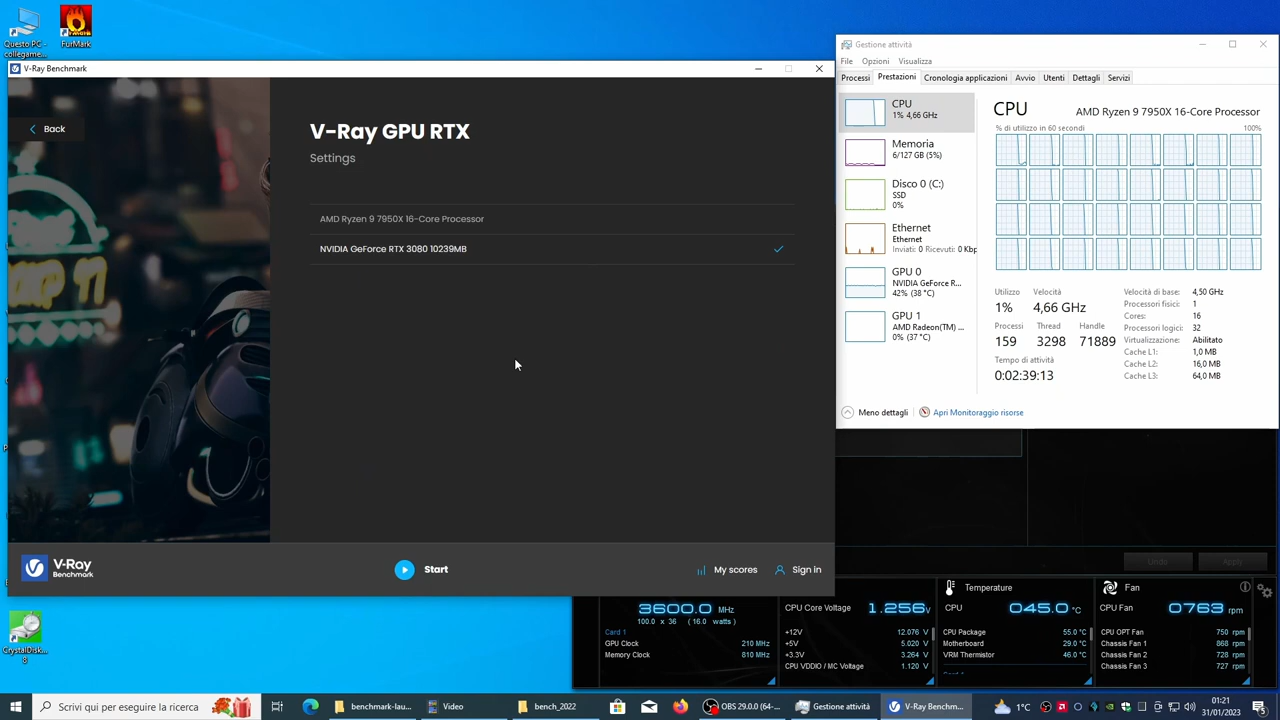 Questo PC -
collegame...
FurMark
V-Ray Benchmark
Back
V-Ray GPU RTX
Settings
AMD Ryzen 9 7950X 16-Core Processor
NVIDIA GeForce RTX 3080 10239MB
V-Ray
Benchmark
Start
My scores
Sign in
Gestione attività
File Opzioni Visualizza
Processi Prestazioni Cronologia applicazioni Avvio Utenti Dettagli Servizi
CPU
1% 4,66 GHz
Memoria
6/127 GB (5%)
Disco 0 (C:)
SSD
0%
Ethernet
Ethernet
Inviati: 0 Ricevuti: 0 Kbp
GPU 0
NVIDIA GeForce R...
42% (38 °C)
GPU 1
AMD Radeon(TM) ...
0% (37 °C)
CPU AMD Ryzen 9 7950X 16-Core Processor
% di utilizzo in 60 secondi 100%
Utilizzo Velocità
1% 4,66 GHz
Processi Thread Handle
159 3298 71889
Tempo di attività
0:02:39:13
Velocità di base: 4,50 GHz
Processori fisici: 1
Cores: 16
Processori logici: 32
Virtualizzazione: Abilitato
Cache L1: 1,0 MB
Cache L2: 16,0 MB
Cache L3: 64,0 MB
Meno dettagli Apri Monitoraggio risorse
Undo Apply
3600.0 MHz
100.0 x 36 ( 16.0 watts )
Card 1
GPU Clock 210 MHz
Memory Clock 810 MHz
CPU Core Voltage 1.256 V
+12V 12.076 V
+5V 5.020 V
+3.3V 3.264 V
CPU VDDIO / MC Voltage 1.120 V
Temperature
CPU 045.0 °C
CPU Package 55.0 °C
Motherboard 29.0 °C
VRM Thermistor 46.0 °C
Fan
CPU Fan 0763 rpm
CPU OPT Fan 750 rpm
Chassis Fan 1 868 rpm
Chassis Fan 2 728 rpm
Chassis Fan 3 727 rpm
CrystalDisk...
8
Scrivi qui per eseguire la ricerca
benchmark-lau...
Video
bench_2022
OBS 29.0.0 (64-...
Gestione attività
V-Ray Benchm...
1°C
01:21
31/01/2023